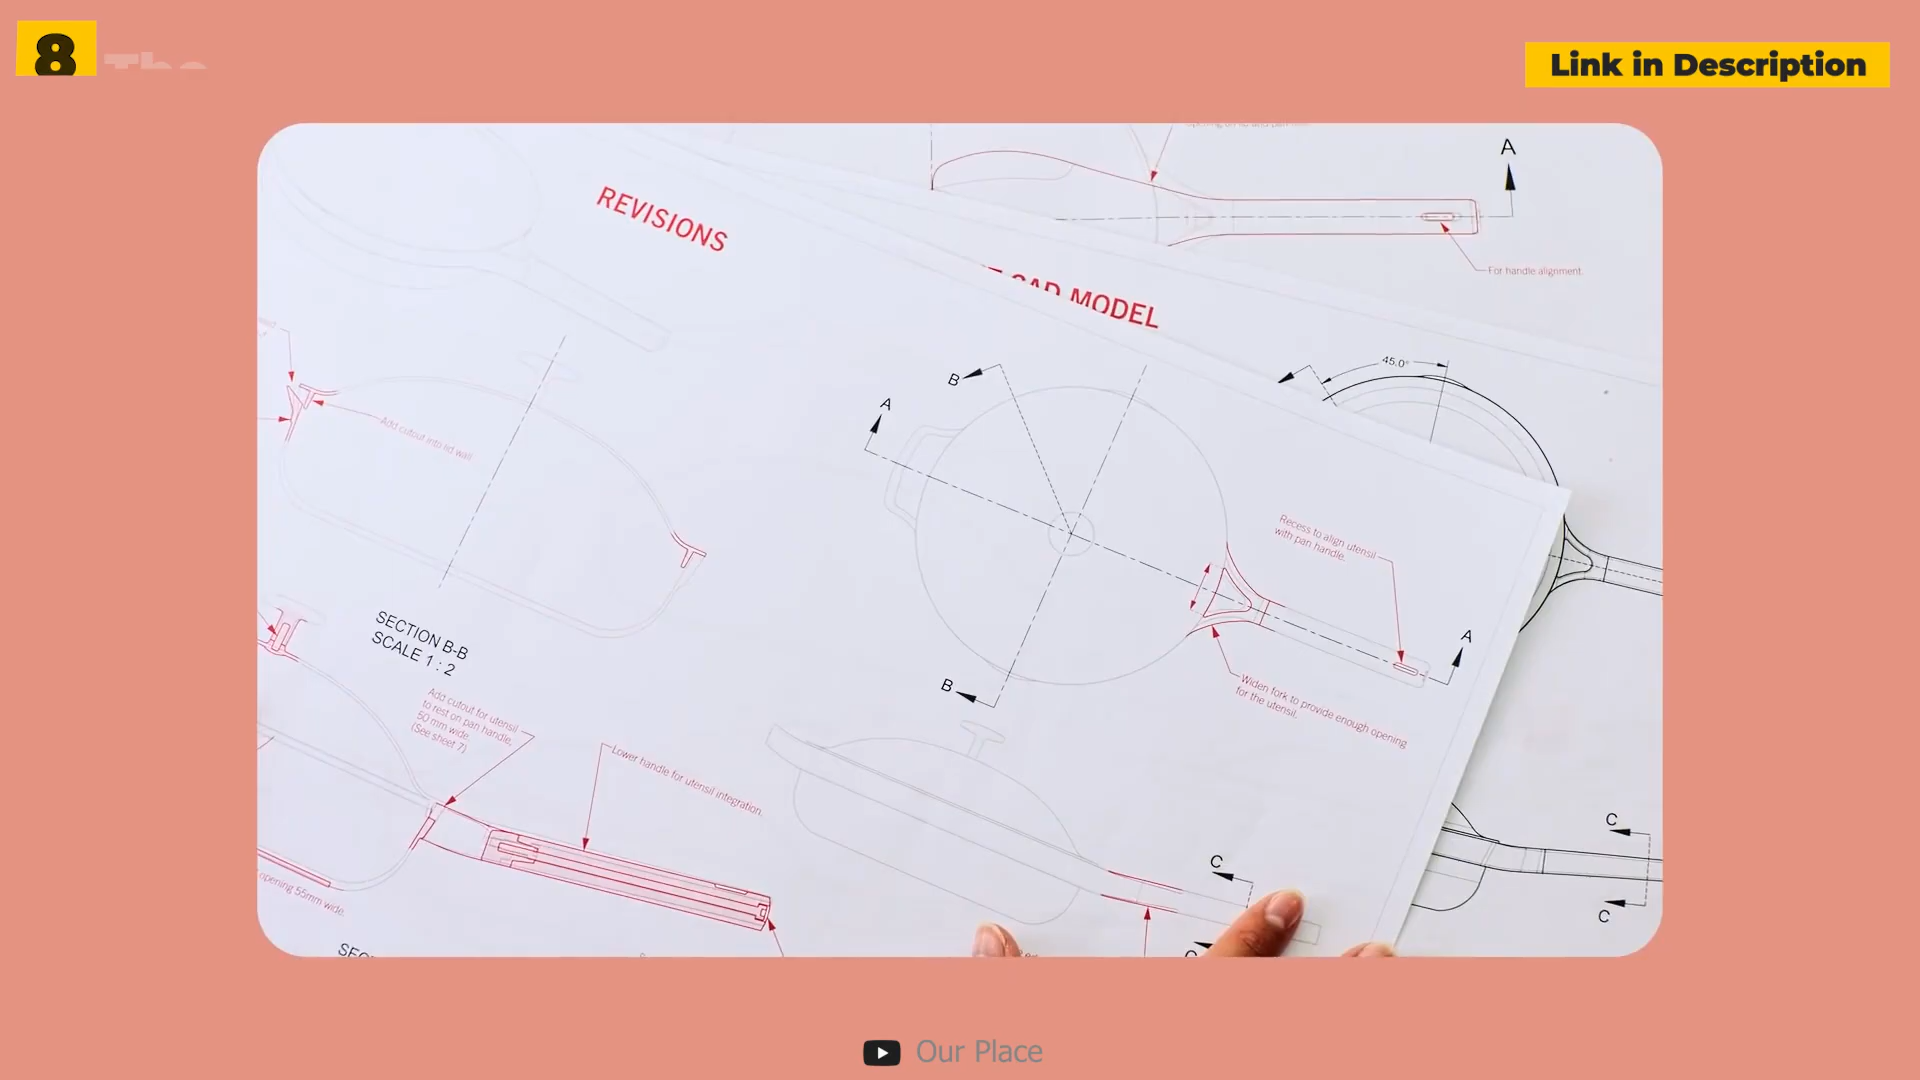 8 The
Link in Description
REVISIONS
CAD MODEL
A
For handle alignment.
45.0°
B
A
Add cutout into lid wall
Recess to align utensil
with pan handle.
SECTION B-B
SCALE 1 : 2
A
B
Widen fork to provide enough opening
for the utensil.
Add cutout for utensil
to rest on pan handle,
50 mm wide.
(See sheet 7)
Lower handle for utensil integration.
C
C
opening 55mm wide.
C
C
Our Place